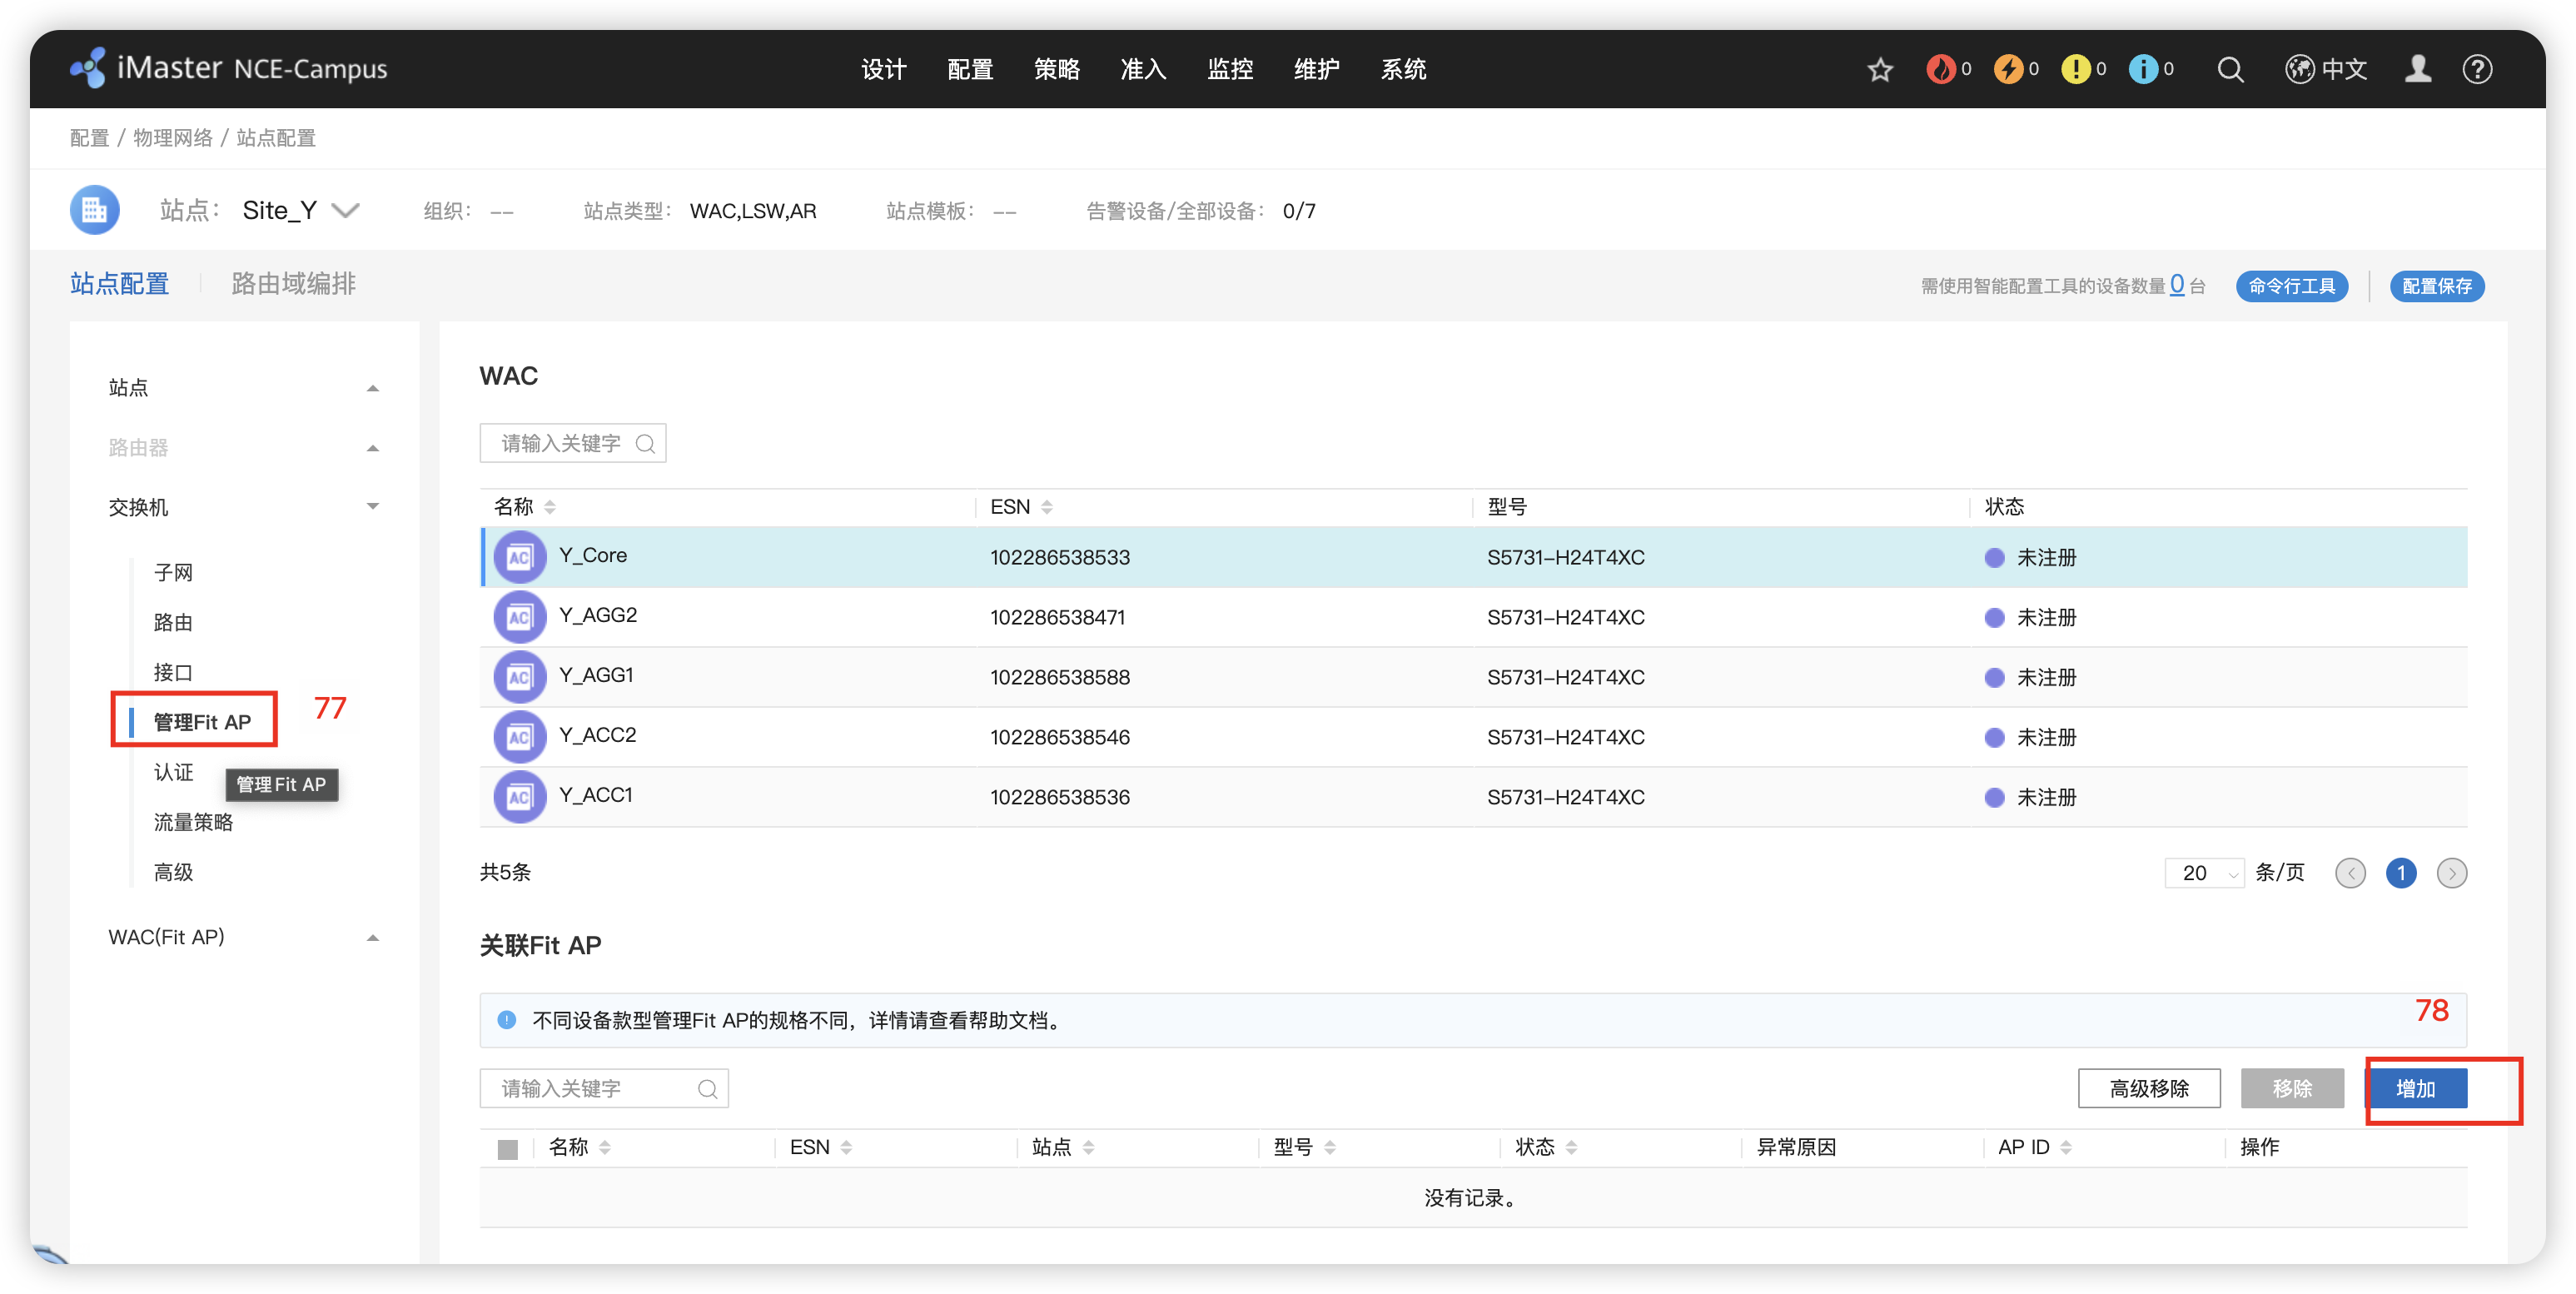 iMaster NCE-Campus
设计 配置 策略 准入 监控 维护 系统
0 0 0 0 中文
配置 / 物理网络 / 站点配置
站点： Site_Y 组织： -- 站点类型： WAC,LSW,AR 站点模板： -- 告警设备/全部设备： 0/7
站点配置 路由域编排
需使用智能配置工具的设备数量 0 台 命令行工具 配置保存
站点
路由器
交换机
子网
路由
接口
管理Fit AP
77
认证
管理Fit AP
流量策略
高级
WAC(Fit AP)
WAC
请输入关键字
名称 ESN 型号 状态
AC Y_Core 102286538533 S5731-H24T4XC 未注册
AC Y_AGG2 102286538471 S5731-H24T4XC 未注册
AC Y_AGG1 102286538588 S5731-H24T4XC 未注册
AC Y_ACC2 102286538546 S5731-H24T4XC 未注册
AC Y_ACC1 102286538536 S5731-H24T4XC 未注册
共5条 20 条/页 1
关联Fit AP
不同设备款型管理Fit AP的规格不同，详情请查看帮助文档。
78
请输入关键字 高级移除 移除 增加
名称 ESN 站点 型号 状态 异常原因 AP ID 操作
没有记录。